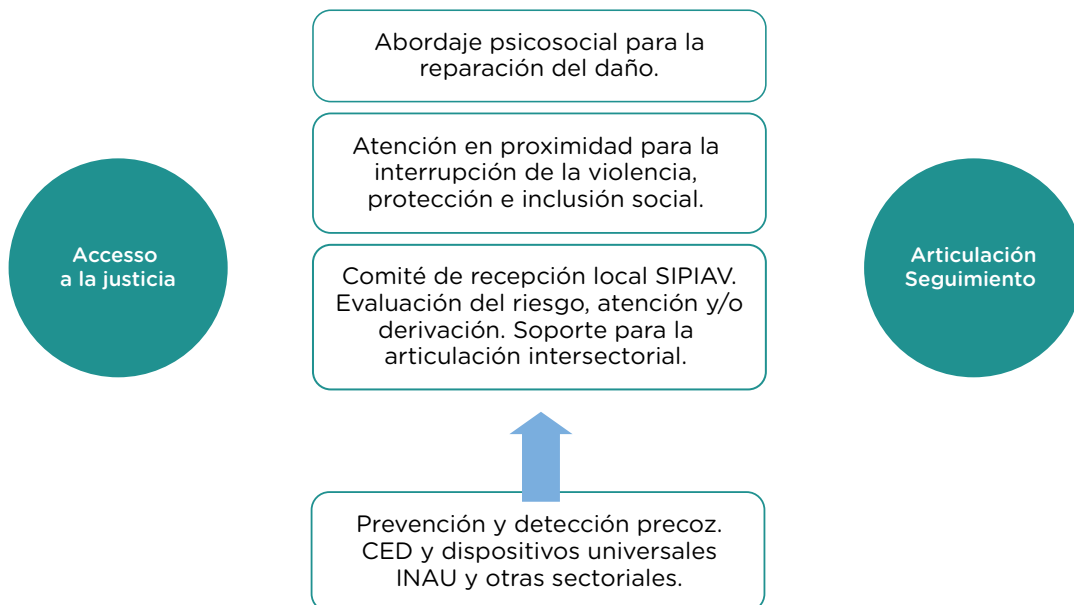 Abordaje psicosocial para la
reparación del daño.
Atención en proximidad para la
interrupción de la violencia,
protección e inclusión social.
Accesso
a la justicia
Comité de recepción local SIPIAV.
Evaluación del riesgo, atención y/o
derivación. Soporte para la
articulación intersectorial.
Articulación
Seguimiento
Prevención y detección precoz.
CED y dispositivos universales
INAU y otras sectoriales.